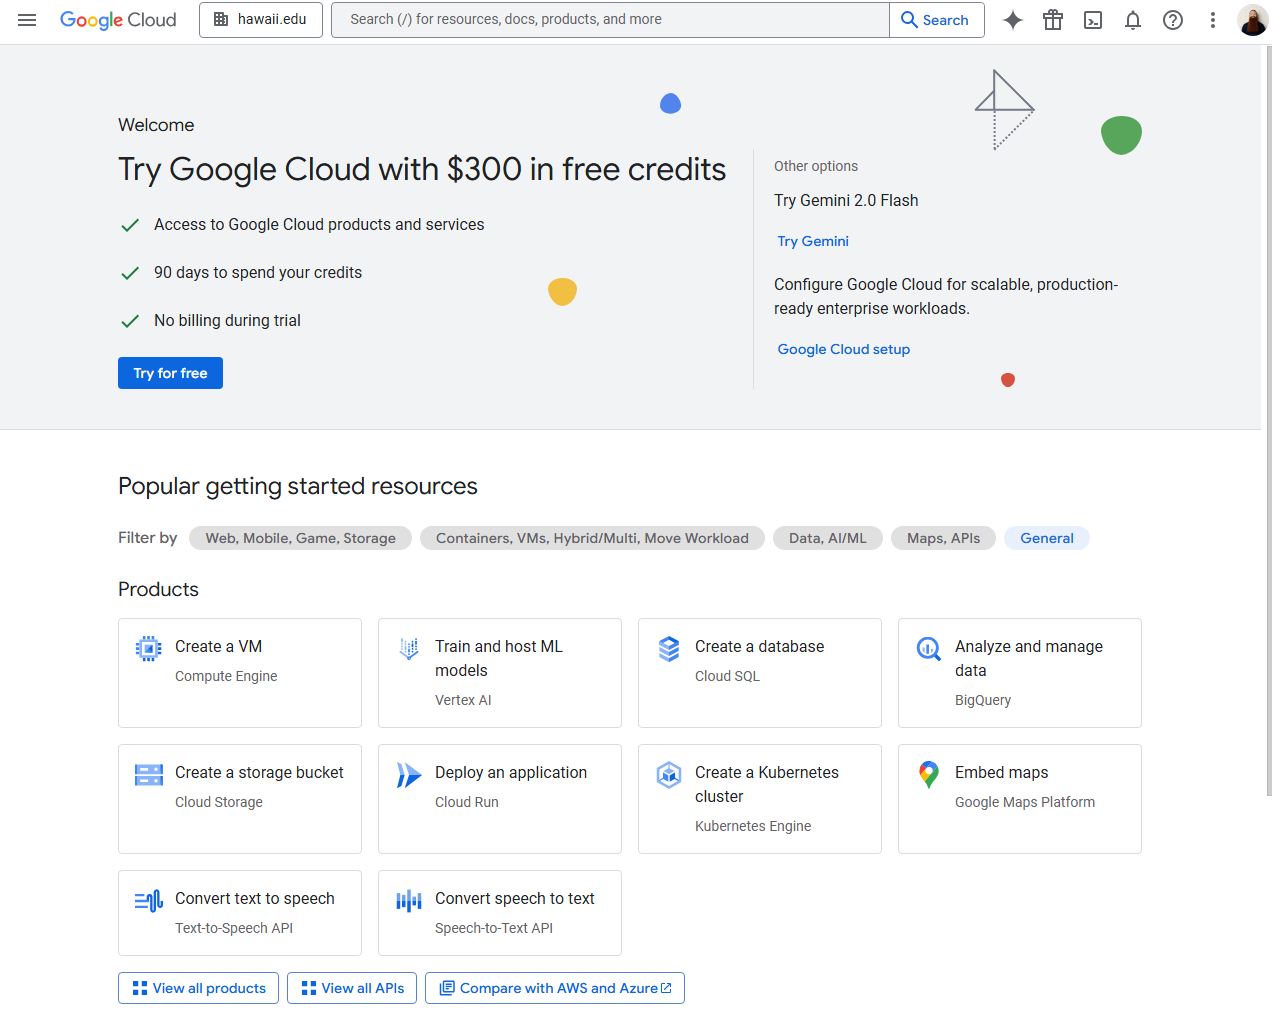 Google Cloud
hawaii.edu
Search (/) for resources, docs, products, and more
Search
Welcome
Try Google Cloud with $300 in free credits
Access to Google Cloud products and services
90 days to spend your credits
No billing during trial
Try for free
Other options
Try Gemini 2.0 Flash
Try Gemini
Configure Google Cloud for scalable, production-
ready enterprise workloads.
Google Cloud setup
Popular getting started resources
Filter by
Web, Mobile, Game, Storage
Containers, VMs, Hybrid/Multi, Move Workload
Data, AI/ML
Maps, APIs
General
Products
Create a VM
Compute Engine
Train and host ML
models
Vertex AI
Create a database
Cloud SQL
Analyze and manage
data
BigQuery
Create a storage bucket
Cloud Storage
Deploy an application
Cloud Run
Create a Kubernetes
cluster
Kubernetes Engine
Embed maps
Google Maps Platform
Convert text to speech
Text-to-Speech API
Convert speech to text
Speech-to-Text API
View all products
View all APIs
Compare with AWS and Azure